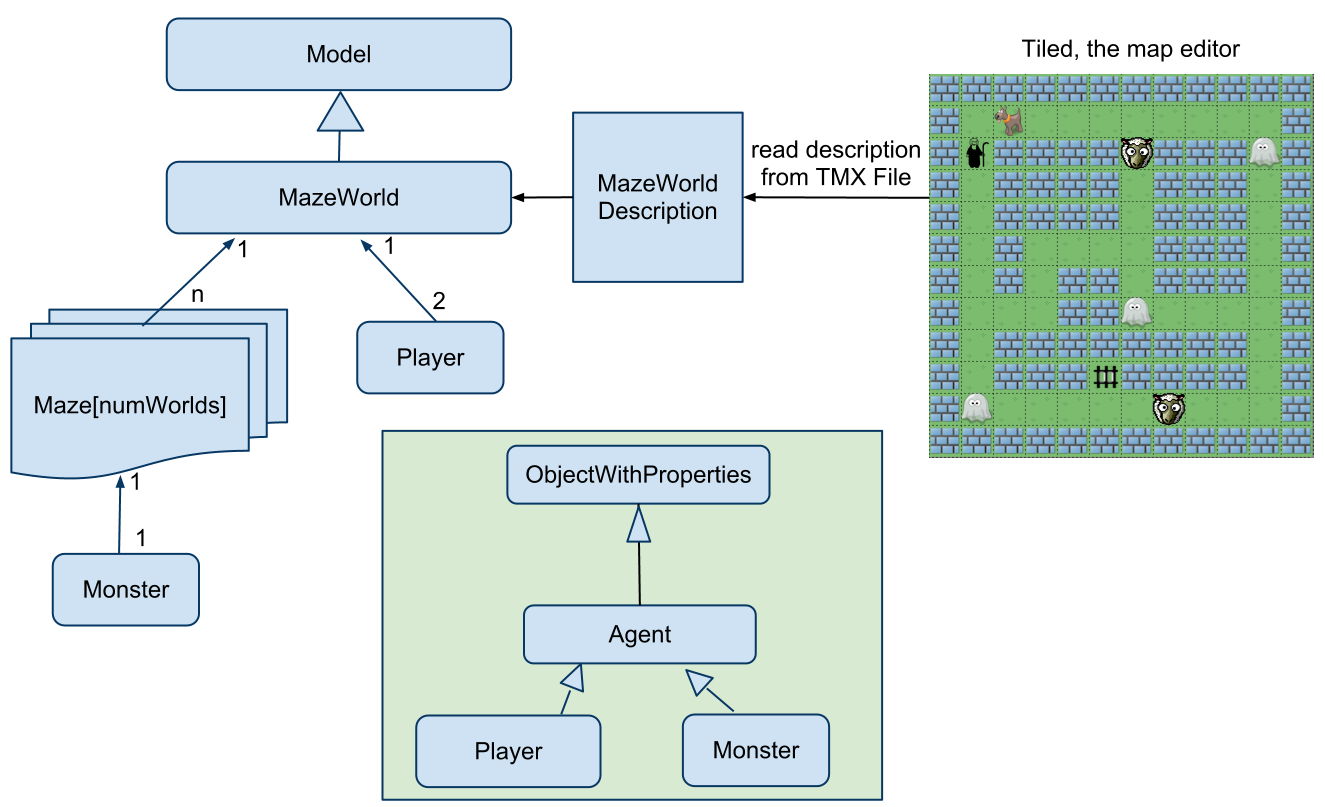 Model
Tiled, the map editor
MazeWorld
MazeWorld
Description
read description
from TMX File
1
1
n
2
Maze[numWorlds]
Player
1
1
Monster
ObjectWithProperties
Agent
Player
Monster